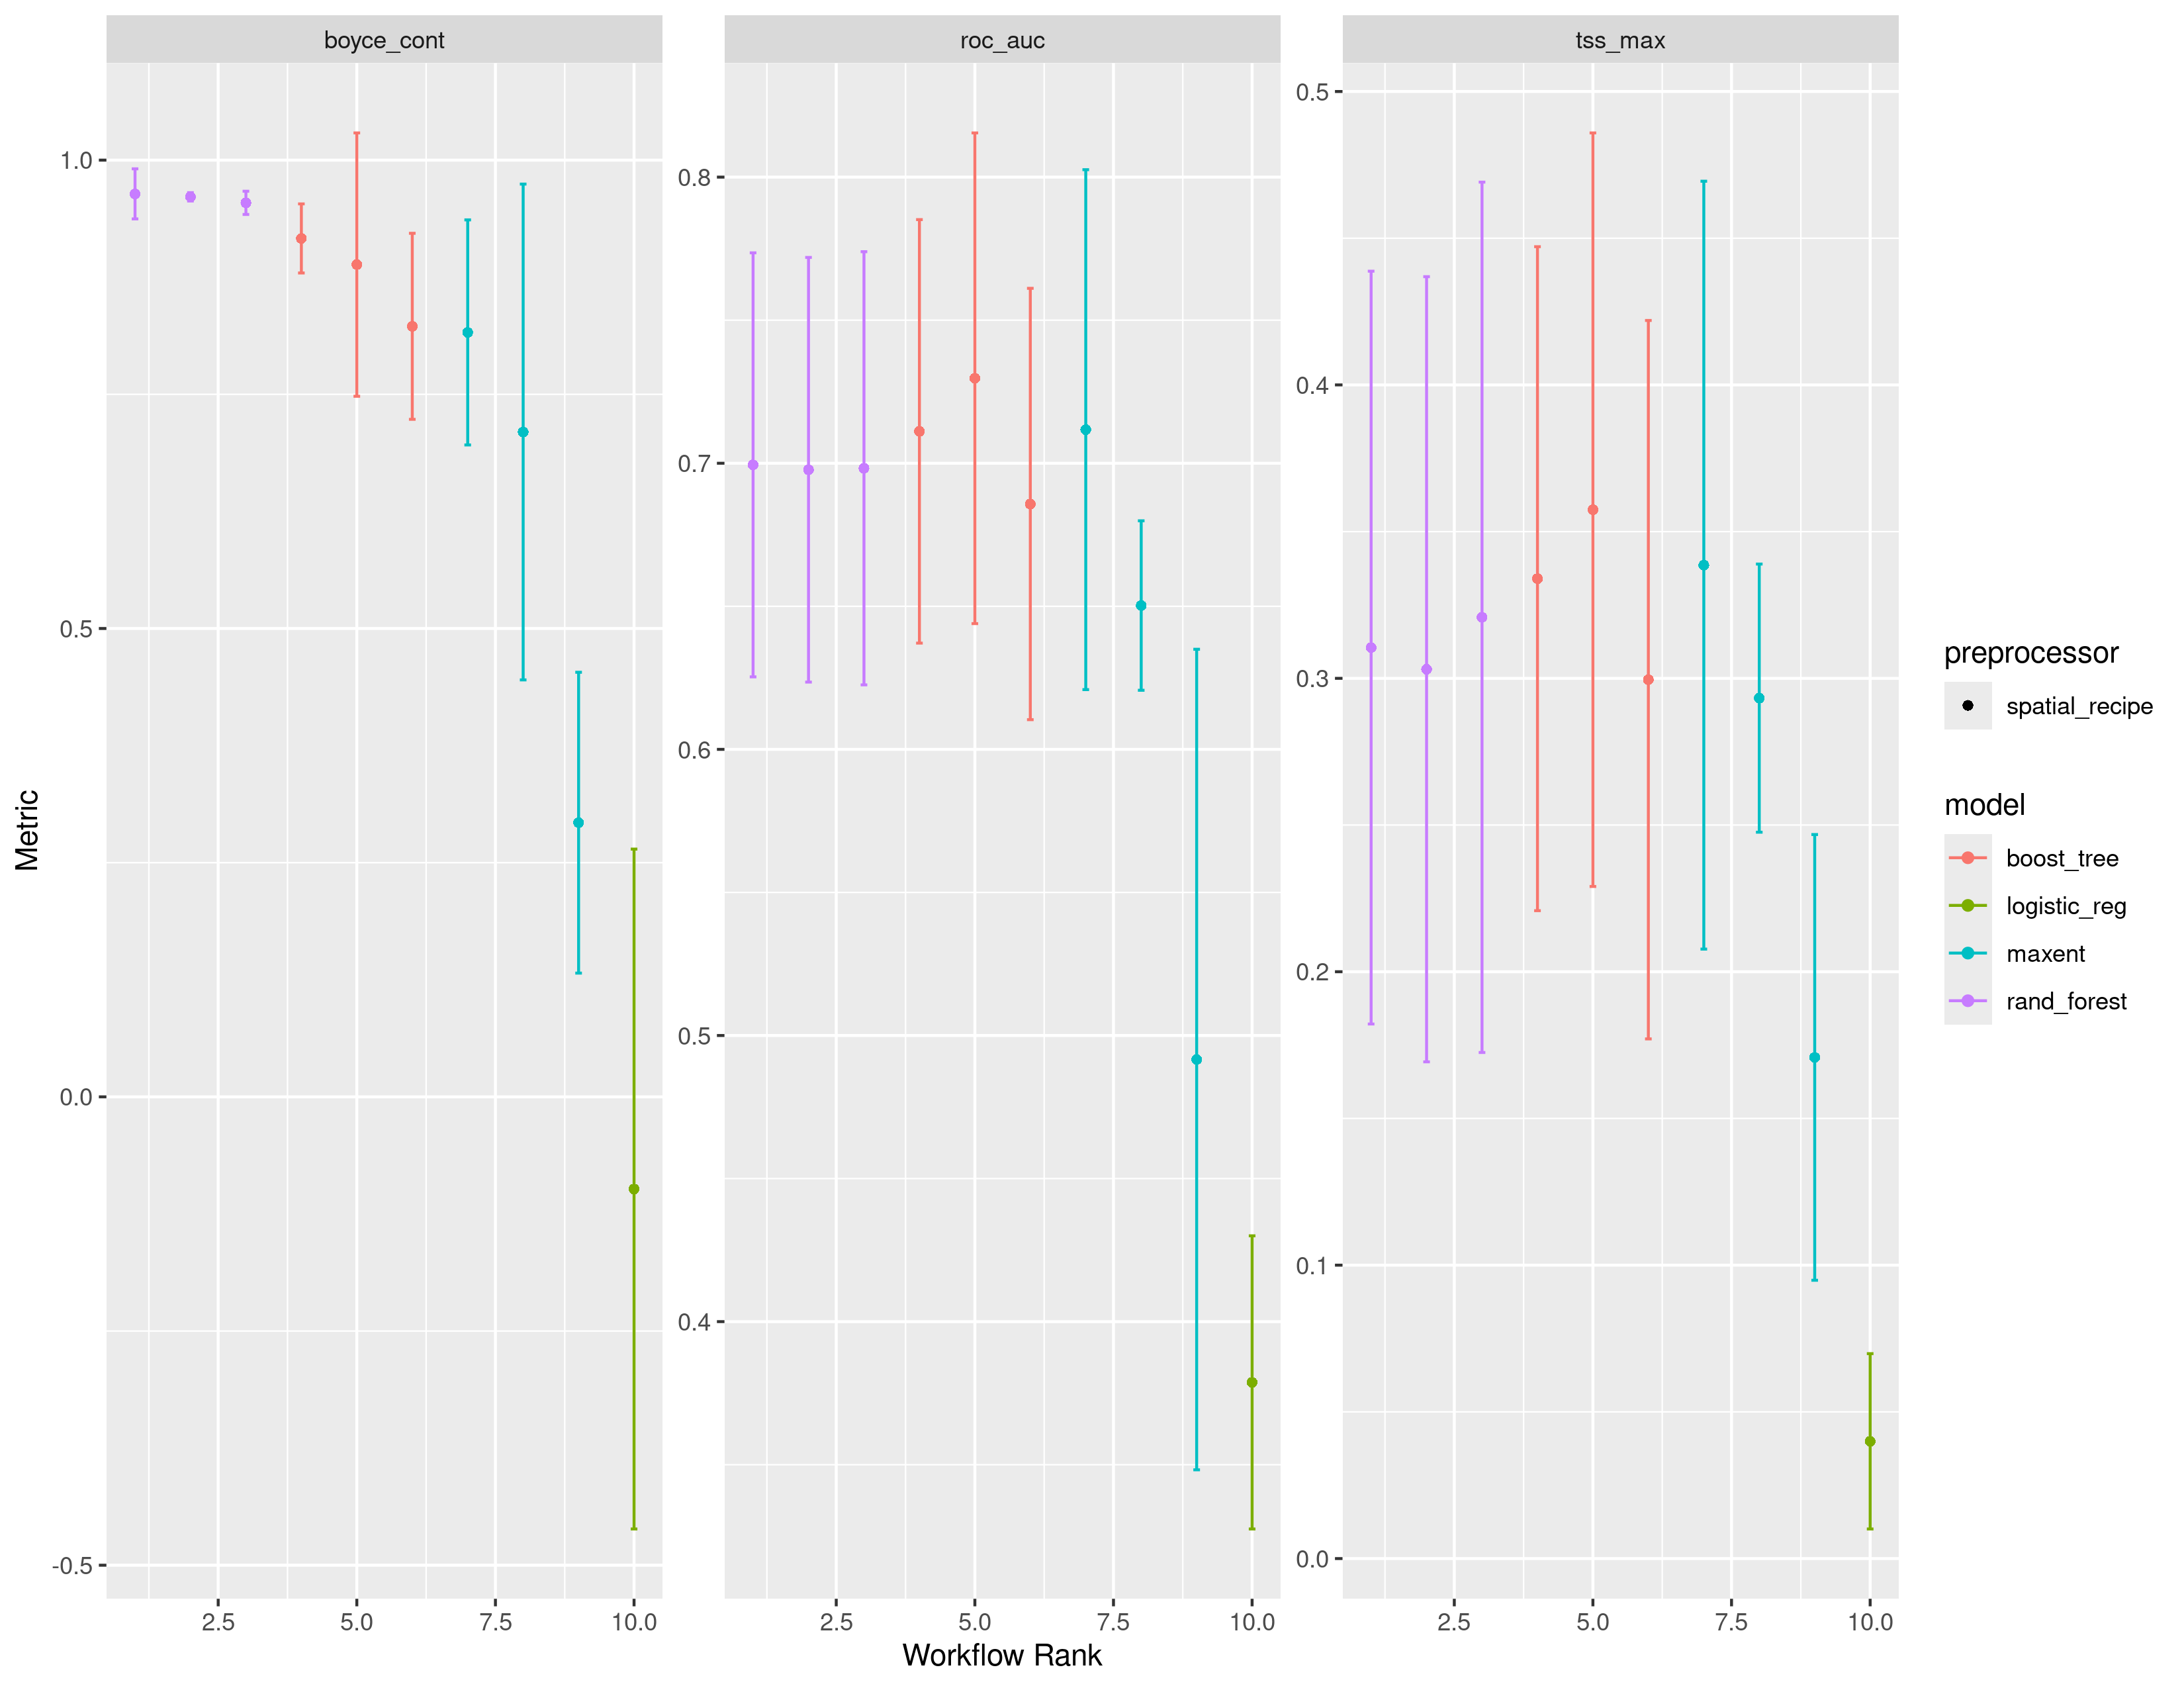 boyce_cont
roc_auc
tss_max
1.0
0.5
0.0
-0.5
0.8
0.7
0.6
0.5
0.4
0.5
0.4
0.3
0.2
0.1
0.0
2.5 5.0 7.5 10.0
2.5 5.0 7.5 10.0
2.5 5.0 7.5 10.0
Metric
Workflow Rank
preprocessor
spatial_recipe
model
boost_tree
logistic_reg
maxent
rand_forest